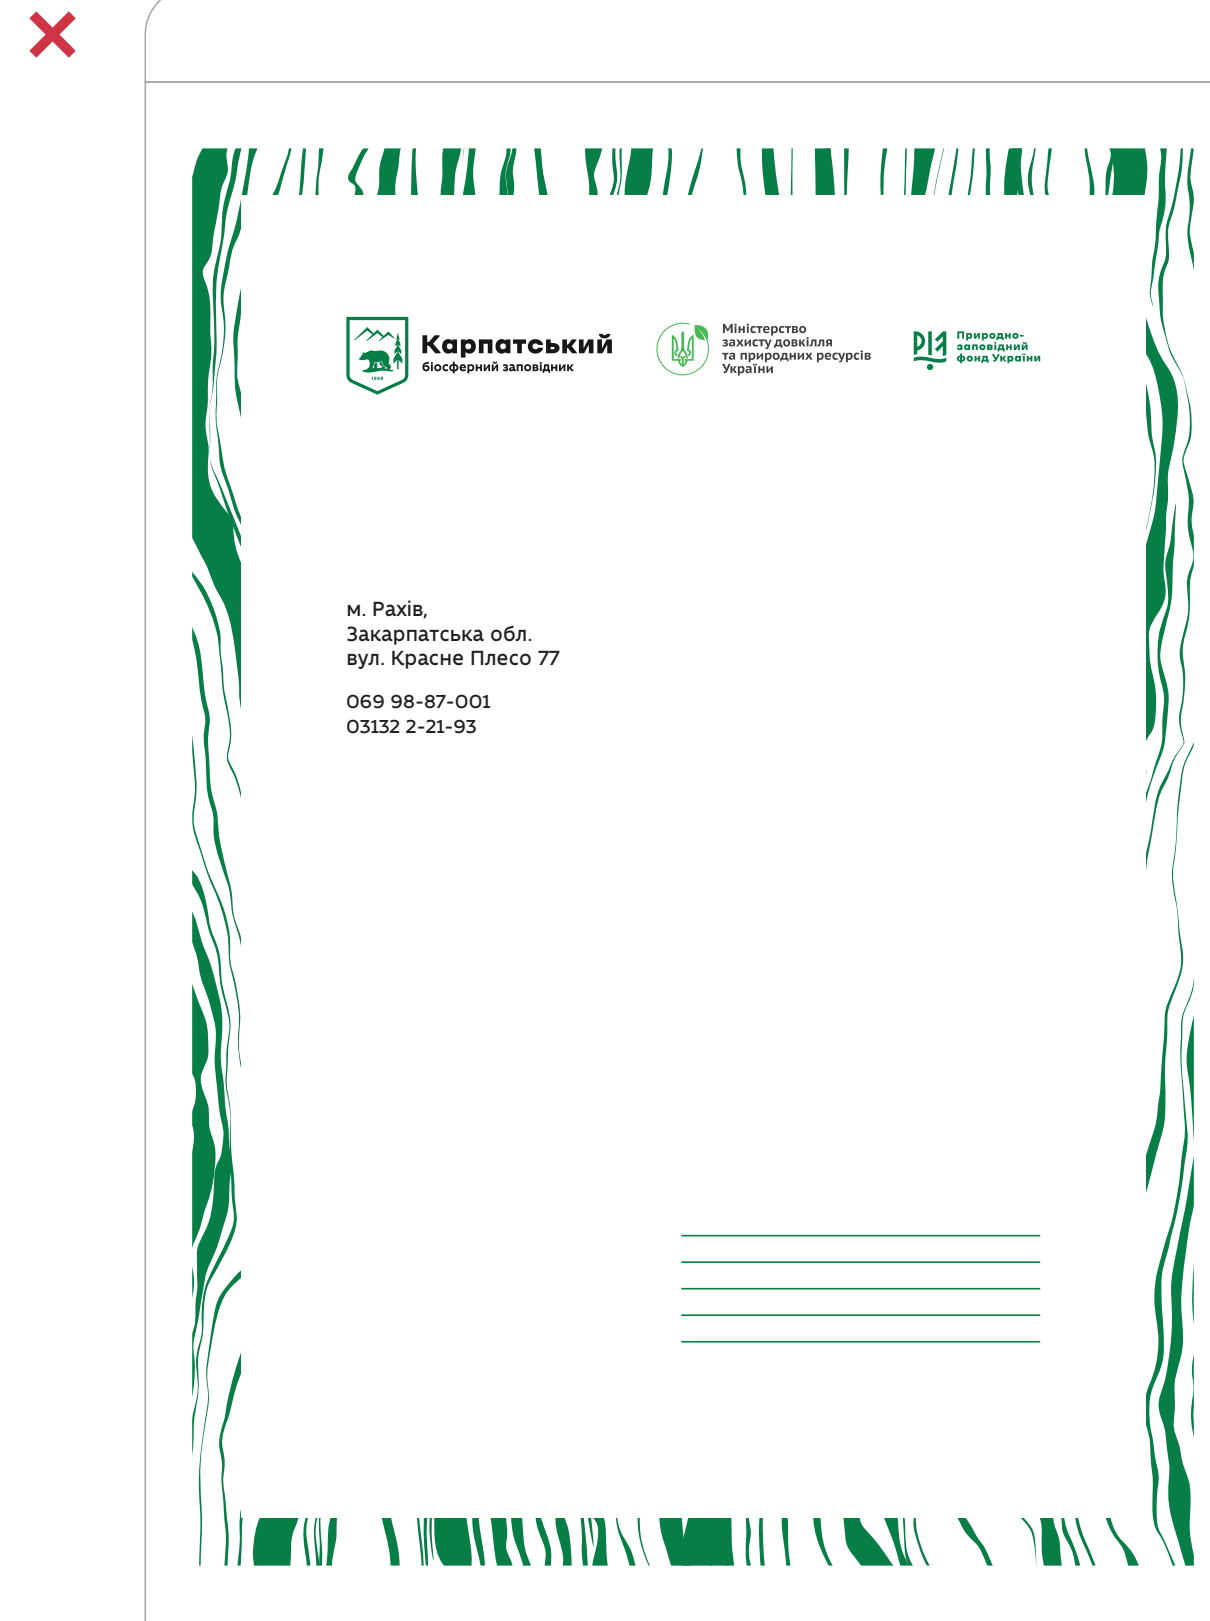 1968
Карпатський
біосферний заповідник
Міністерство
захисту довкілля
та природних ресурсів
України
Природно-
заповідний
фонд України
м. Рахів,
Закарпатська обл.
вул. Красне Плесо 77
069 98-87-001
03132 2-21-93